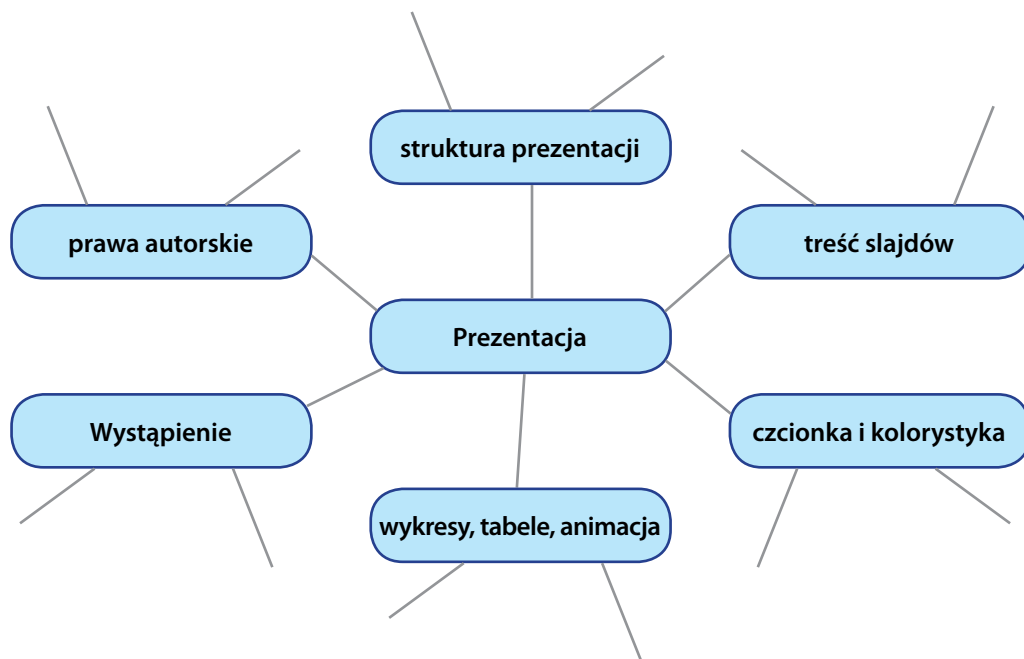 struktura prezentacji
prawa autorskie
treść slajdów
Prezentacja
Wystąpienie
czcionka i kolorystyka
wykresy, tabele, animacja